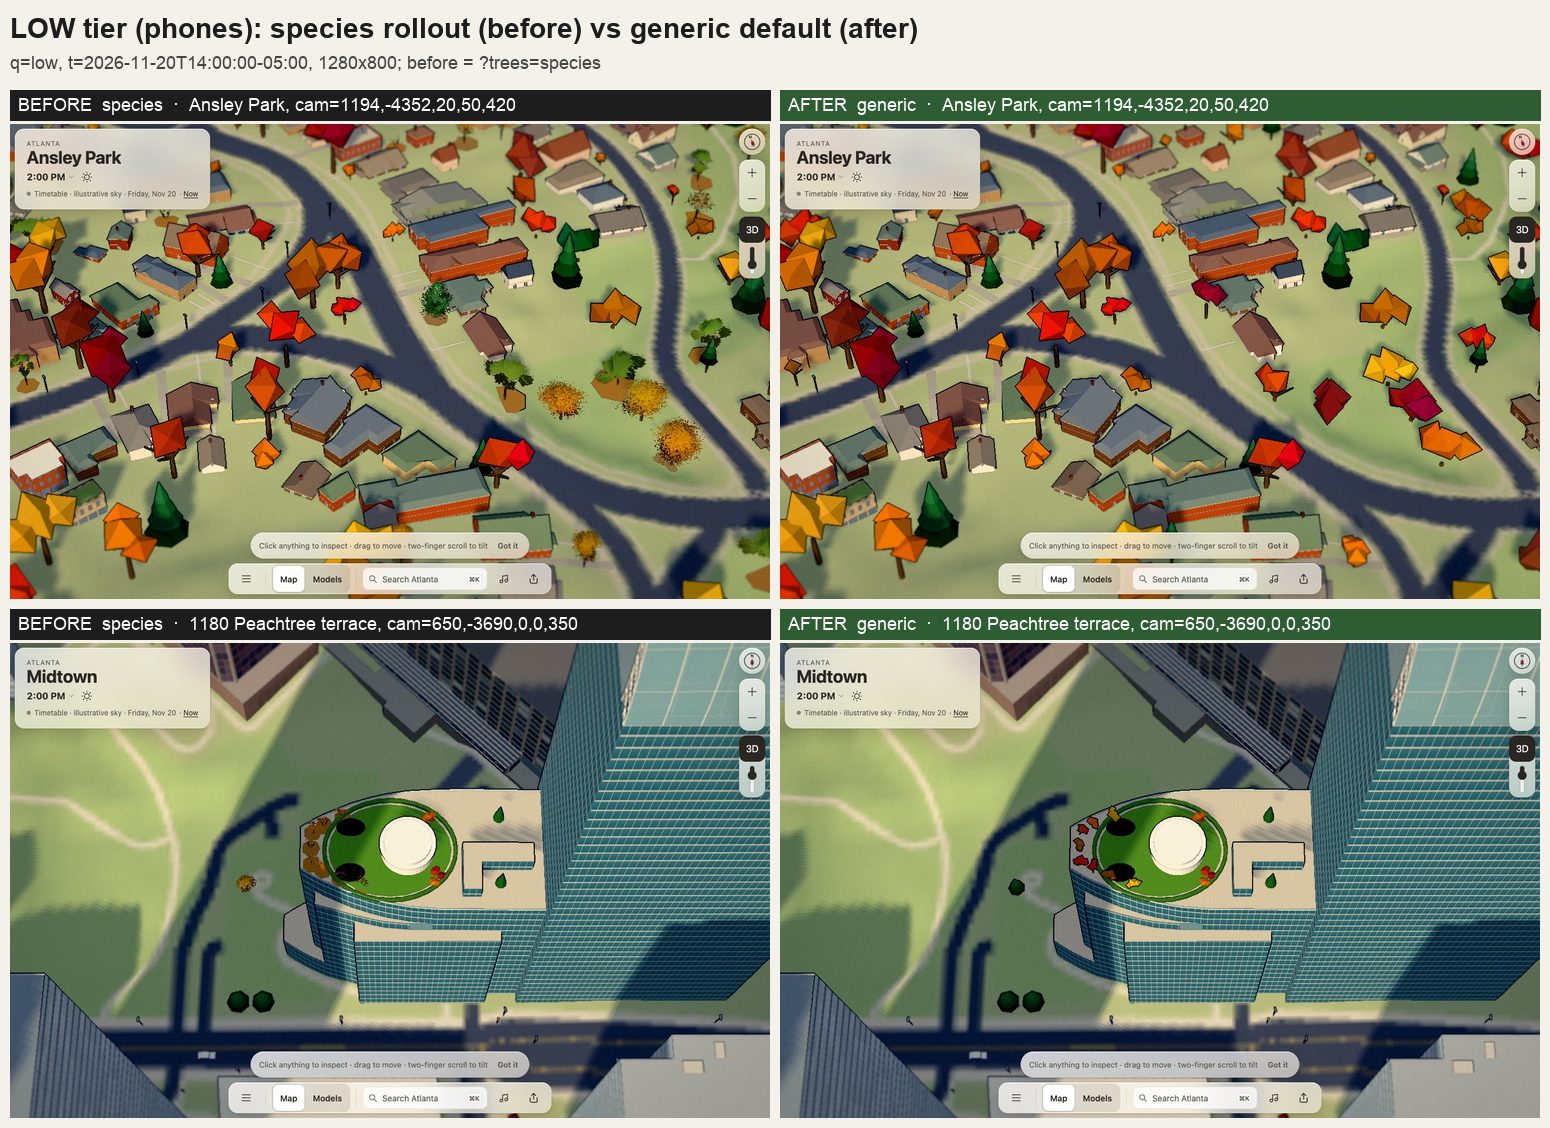 LOW tier (phones): species rollout (before) vs generic default (after)
q=low, t=2026-11-20T14:00:00-05:00, 1280x800; before = ?trees=species
BEFORE species · Ansley Park, cam=1194,-4352,20,50,420
ATLANTA
Ansley Park
2:00 PM
Timetable · illustrative sky · Friday, Nov 20 · Now
N
+
−
3D
Click anything to inspect · drag to move · two-finger scroll to tilt Got it
Map Models Search Atlanta ⌘K
AFTER generic · Ansley Park, cam=1194,-4352,20,50,420
ATLANTA
Ansley Park
2:00 PM
Timetable · illustrative sky · Friday, Nov 20 · Now
N
+
−
3D
Click anything to inspect · drag to move · two-finger scroll to tilt Got it
Map Models Search Atlanta ⌘K
BEFORE species · 1180 Peachtree terrace, cam=650,-3690,0,0,350
ATLANTA
Midtown
2:00 PM
Timetable · illustrative sky · Friday, Nov 20 · Now
N
+
−
3D
Click anything to inspect · drag to move · two-finger scroll to tilt Got it
Map Models Search Atlanta ⌘K
AFTER generic · 1180 Peachtree terrace, cam=650,-3690,0,0,350
ATLANTA
Midtown
2:00 PM
Timetable · illustrative sky · Friday, Nov 20 · Now
N
+
−
3D
Click anything to inspect · drag to move · two-finger scroll to tilt Got it
Map Models Search Atlanta ⌘K